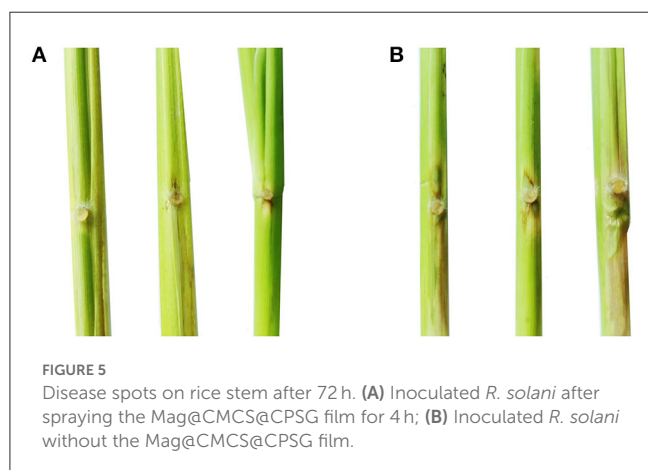 A
B
FIGURE 5
Disease spots on rice stem after 72 h. (A) Inoculated R. solani after
spraying the Mag@CMCS@CPSG film for 4 h; (B) Inoculated R. solani
without the Mag@CMCS@CPSG film.